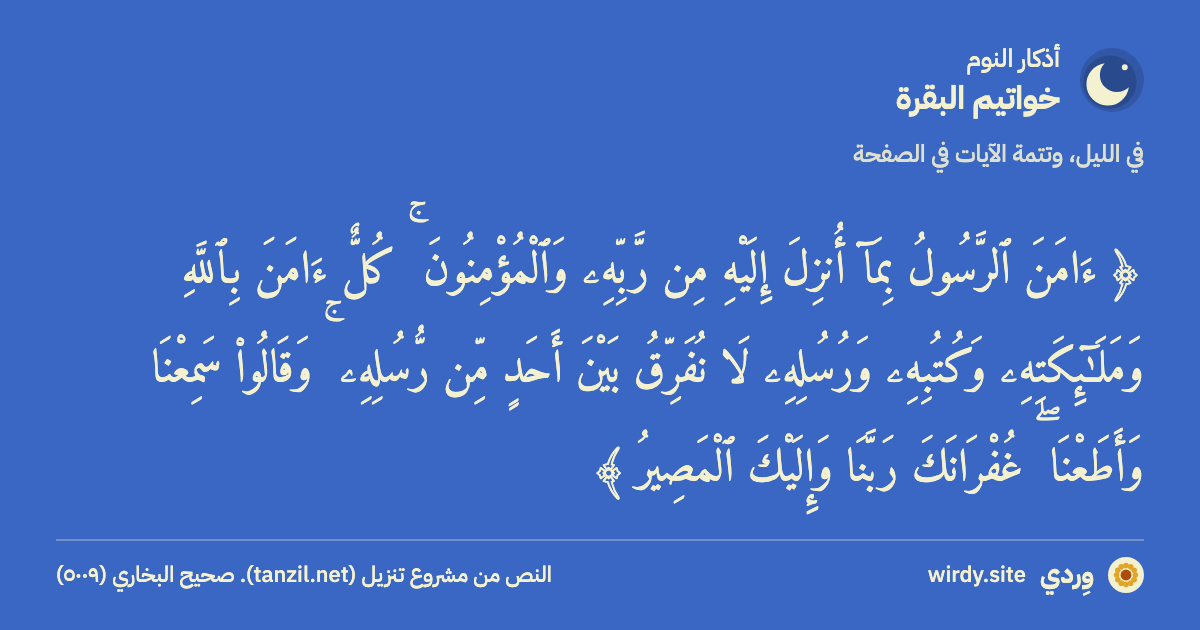 أذكار النوم
خواتيم البقرة
في الليل، وتتمة الآيات في الصفحة
﴿ ءَامَنَ ٱلرَّسُولُ بِمَآ أُنزِلَ إِلَيْهِ مِن رَّبِّهِۦ وَٱلْمُؤْمِنُونَ ۚ كُلٌّ ءَامَنَ بِٱللَّهِ
وَمَلَـٰٓئِكَتِهِۦ وَكُتُبِهِۦ وَرُسُلِهِۦ لَا نُفَرِّقُ بَيْنَ أَحَدٍ مِّن رُّسُلِهِۦ ۚ وَقَالُوا۟ سَمِعْنَا
وَأَطَعْنَا ۖ غُفْرَانَكَ رَبَّنَا وَإِلَيْكَ ٱلْمَصِيرُ ﴾
وِردي wirdy.site
النص من مشروع تنزيل (tanzil.net). صحيح البخاري (٥٠٠٩)